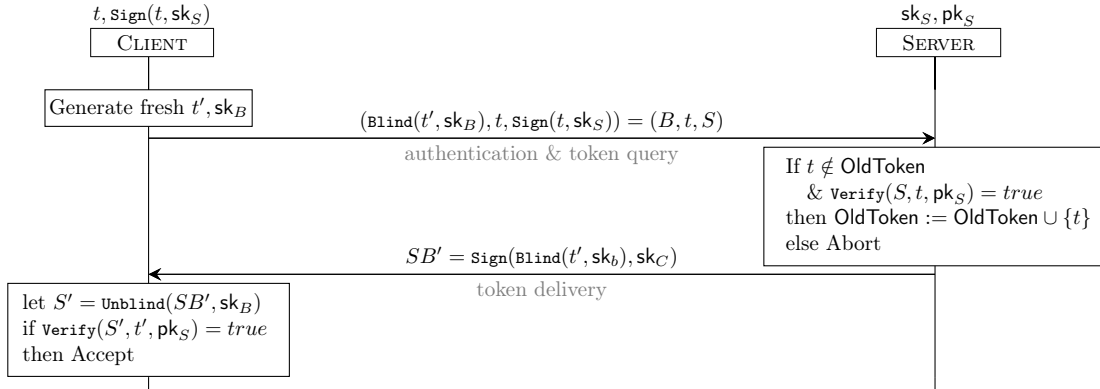 t, Sign(t, sk_S)
sk_S, pk_S
CLIENT
SERVER
Generate fresh t′, sk_B
(Blind(t′, sk_B), t, Sign(t, sk_S)) = (B, t, S)
authentication & token query
If t ∉ OldToken
& Verify(S, t, pk_S) = true
then OldToken := OldToken ∪ {t}
else Abort
SB′ = Sign(Blind(t′, sk_b), sk_C)
token delivery
let S′ = Unblind(SB′, sk_B)
if Verify(S′, t′, pk_S) = true
then Accept